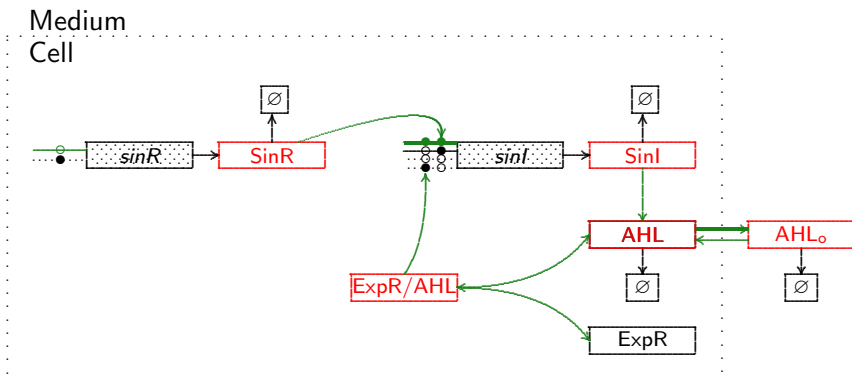 Medium
Cell
∅ ∅
sinR SinR sinI SinI
AHL AHLₒ
ExpR/AHL ∅ ∅
ExpR